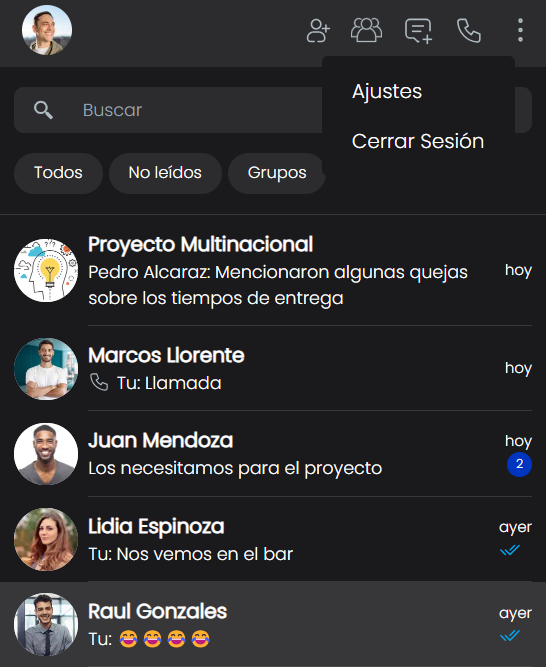 Ajustes
Cerrar Sesión
Buscar
Todos
No leídos
Grupos
Proyecto Multinacional
Pedro Alcaraz: Mencionaron algunas quejas
sobre los tiempos de entrega
hoy
Marcos Llorente
Tu: Llamada
hoy
Juan Mendoza
Los necesitamos para el proyecto
hoy
2
Lidia Espinoza
Tu: Nos vemos en el bar
ayer
Raul Gonzales
Tu: 😂 😂 😂 😂
ayer